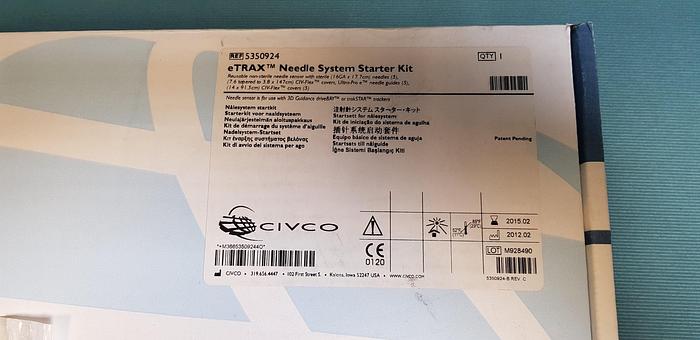 REF 5350924
QTY 1
eTRAX™ Needle System Starter Kit
Reusable non-sterile needle sensor with sterile (16GA x 17.7cm) needles (5),
(7.6 tapered to 3.8 x 147cm) CIV-Flex™ covers, Ultra-Pro II™ needle guides (5),
(14 x 91.5cm) CIV-Flex™ covers (5)
Needle sensor is for use with 3D Guidance driveBAY™ or trakSTAR™ trackers
Nålesystem startkit
Starterkit voor naaldsysteem
Neulajärjestelmän aloituspakkaus
Kit de démarrage du système d'aiguille
Nadelsystem-Startset
Κιτ έναρξης συστήματος βελόνας
Kit di avvio del sistema per ago
注射針システム スターター・キット
Startsett for nålesystem
Kit de iniciação do sistema de agulha
插针系统启动套件
Equipo básico de sistema de aguja
Startsats till nålguide
İğne Sistemi Başlangıç Kiti
Patent Pending
CIVCO
2015.02
2012.02
CE
0120
LOT M928490
CIVCO • 319.656.4447 • 102 First Street S. • Kalona, Iowa 52247 USA • WWW.CIVCO.COM
5350924-B REV. C